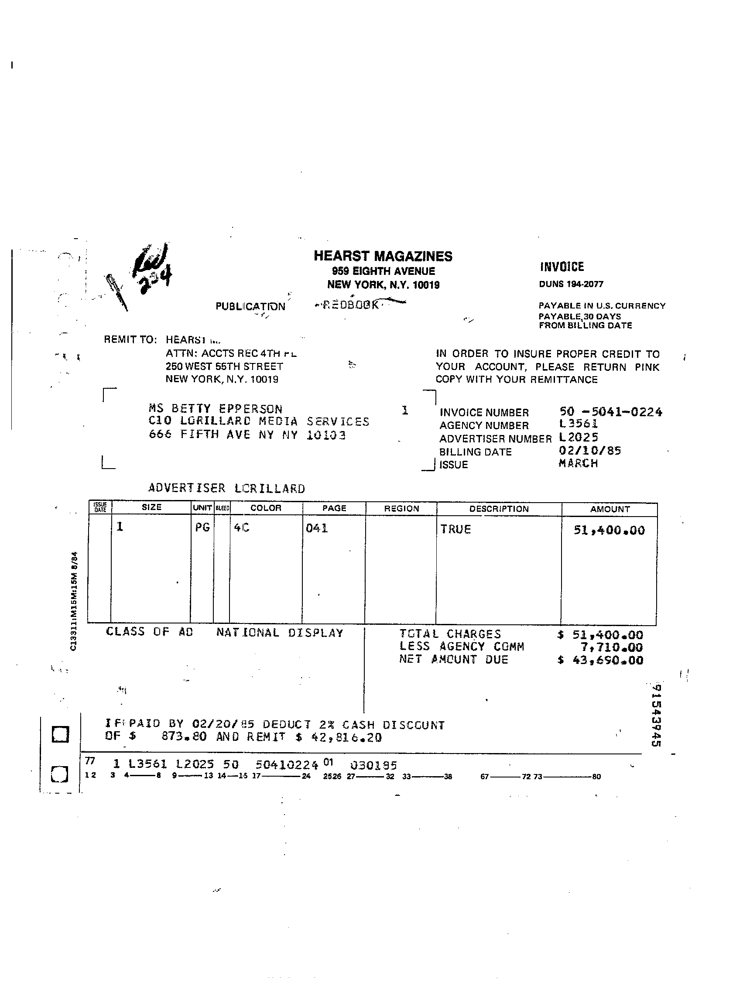 HEARST MAGAZINES
959 EIGHTH AVENUE
NEW YORK, N.Y. 10019
INVOICE
DUNS 194-2077
PUBLICATION REDBOOK
PAYABLE IN U.S. CURRENCY
PAYABLE 30 DAYS
FROM BILLING DATE
REMIT TO: HEARST
ATTN: ACCTS REC 4TH
250 WEST 55TH STREET
NEW YORK, N.Y. 10019
IN ORDER TO INSURE PROPER CREDIT TO
YOUR ACCOUNT, PLEASE RETURN PINK
COPY WITH YOUR REMITTANCE
MS BETTY EPPERSON
C/O LORILLARD MEDIA SERVICES
666 FIFTH AVE NY NY 10103
1
INVOICE NUMBER 50 -5041-0224
AGENCY NUMBER L3561
ADVERTISER NUMBER L2025
BILLING DATE 02/10/85
ISSUE MARCH
ADVERTISER LORILLARD
ISSUE DATE SIZE UNIT BLEED COLOR PAGE REGION DESCRIPTION AMOUNT
1 PG 4C 041 TRUE 51,400.00
C13311:M15M:15M 8/84
CLASS OF AD NATIONAL DISPLAY
TOTAL CHARGES $ 51,400.00
LESS AGENCY COMM 7,710.00
NET AMOUNT DUE $ 43,690.00
IF PAID BY 02/20/85 DEDUCT 2% CASH DISCOUNT
OF $ 873.80 AND REMIT $ 42,816.20
91543945
77 1 L3561 L2025 50 50410224 01 030185
1 2 3 4 8 9 13 14 15 17 24 2526 27 32 33 38 67 72 73 80